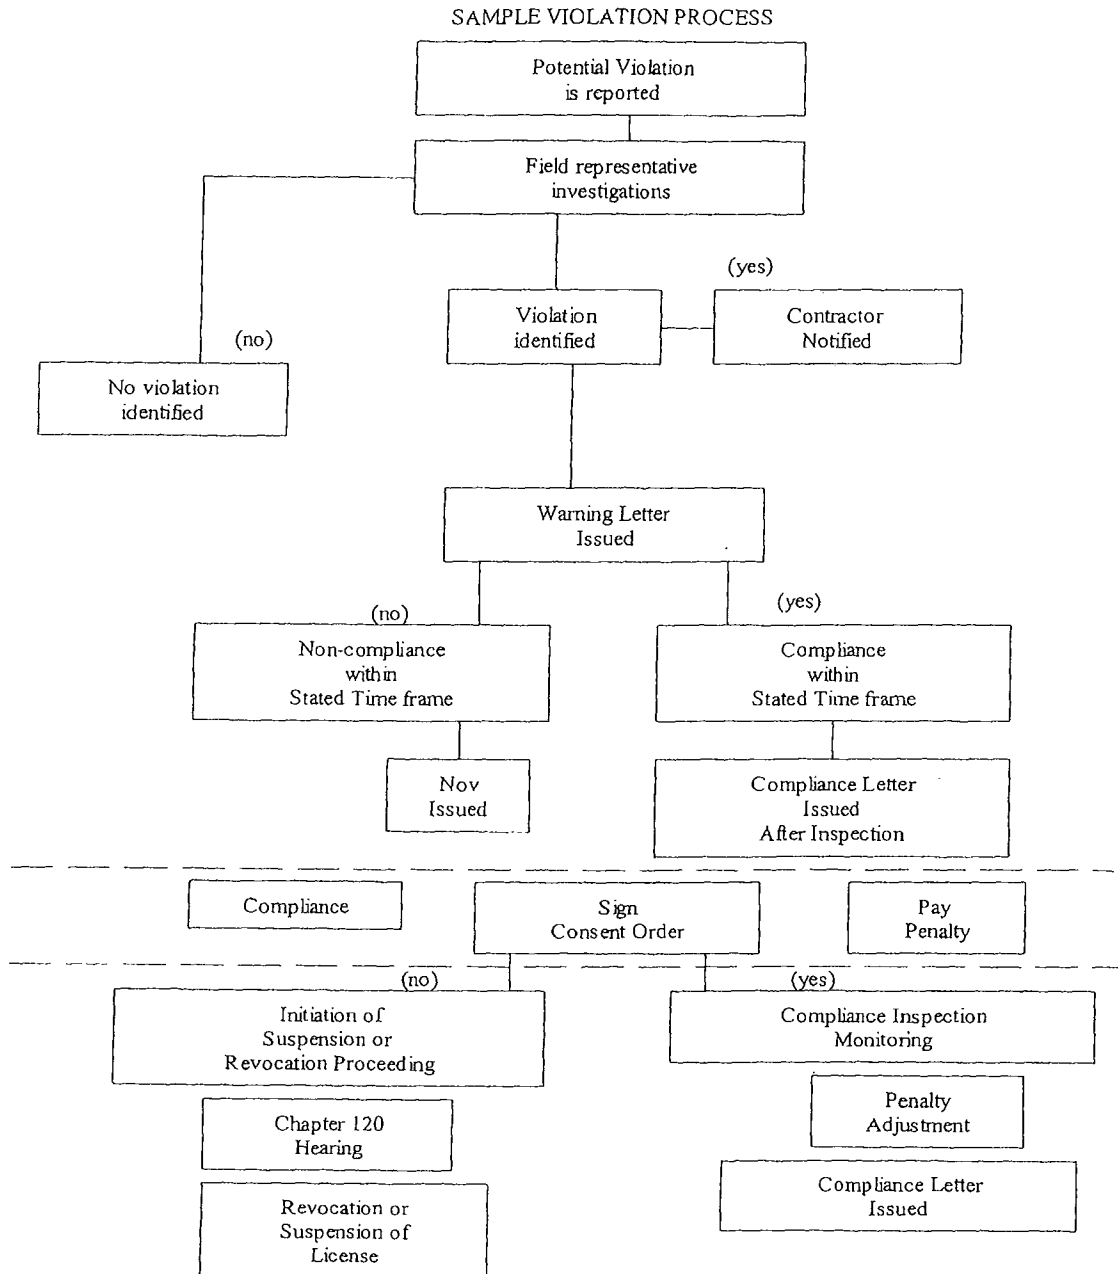 SAMPLE VIOLATION PROCESS
Potential Violation
is reported
Field representative
investigations
(yes)
Violation
identified
Contractor
Notified
(no)
No violation
identified
Warning Letter
Issued
(no)
(yes)
Non-compliance
within
Stated Time frame
Compliance
within
Stated Time frame
Nov
Issued
Compliance Letter
Issued
After Inspection
Compliance
Sign
Consent Order
Pay
Penalty
(no)
(yes)
Initiation of
Suspension or
Revocation Proceeding
Compliance Inspection
Monitoring
Chapter 120
Hearing
Penalty
Adjustment
Compliance Letter
Issued
Revocation or
Suspension of
License